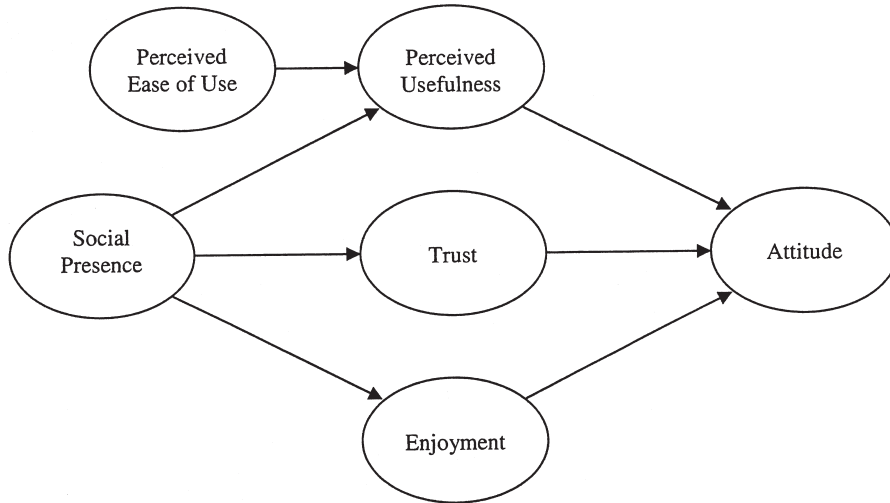 Perceived
Ease of Use
Perceived
Usefulness
Social
Presence
Trust
Attitude
Enjoyment